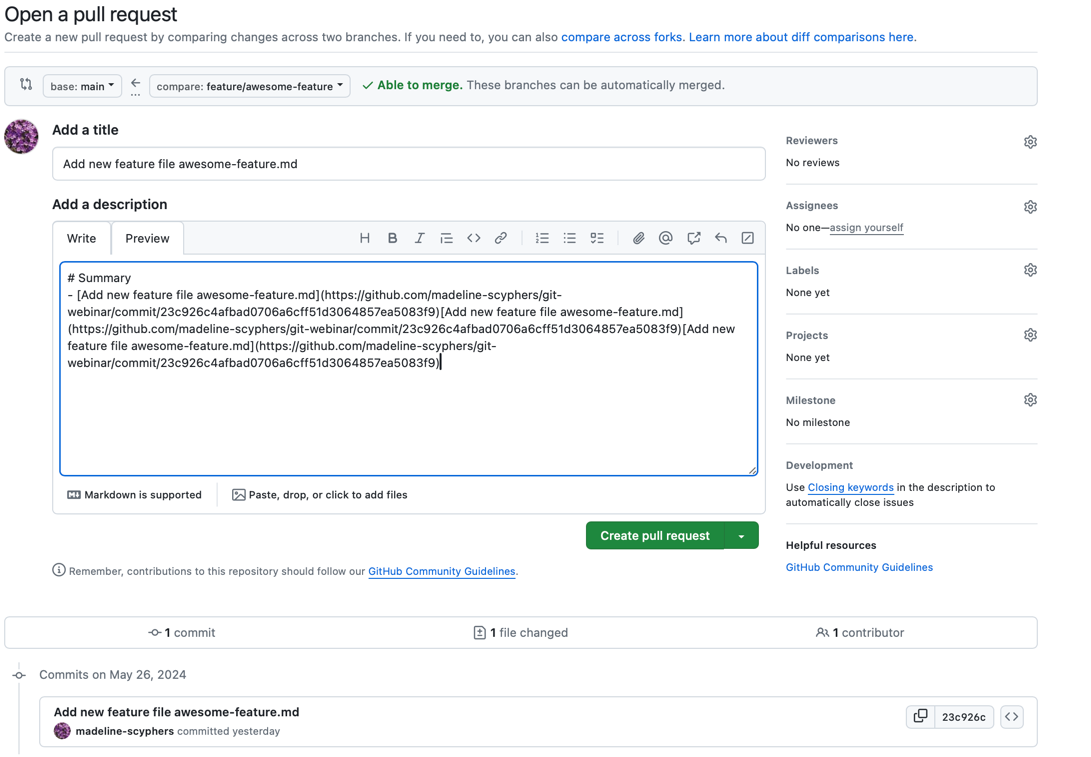 Open a pull request
Create a new pull request by comparing changes across two branches. If you need to, you can also compare across forks. Learn more about diff comparisons here.
base: main
...
compare: feature/awesome-feature
Able to merge. These branches can be automatically merged.
Add a title
Add new feature file awesome-feature.md
Add a description
Write
Preview
# Summary
- [Add new feature file awesome-feature.md](https://github.com/madeline-scyphers/git-
webinar/commit/23c926c4afbad0706a6cff51d3064857ea5083f9)[Add new feature file awesome-feature.md]
(https://github.com/madeline-scyphers/git-webinar/commit/23c926c4afbad0706a6cff51d3064857ea5083f9)[Add new
feature file awesome-feature.md](https://github.com/madeline-scyphers/git-
webinar/commit/23c926c4afbad0706a6cff51d3064857ea5083f9)
Markdown is supported
Paste, drop, or click to add files
Create pull request
Remember, contributions to this repository should follow our GitHub Community Guidelines.
Reviewers
No reviews
Assignees
No one—assign yourself
Labels
None yet
Projects
None yet
Milestone
No milestone
Development
Use Closing keywords in the description to
automatically close issues
Helpful resources
GitHub Community Guidelines
1 commit
1 file changed
1 contributor
Commits on May 26, 2024
Add new feature file awesome-feature.md
madeline-scyphers committed yesterday
23c926c